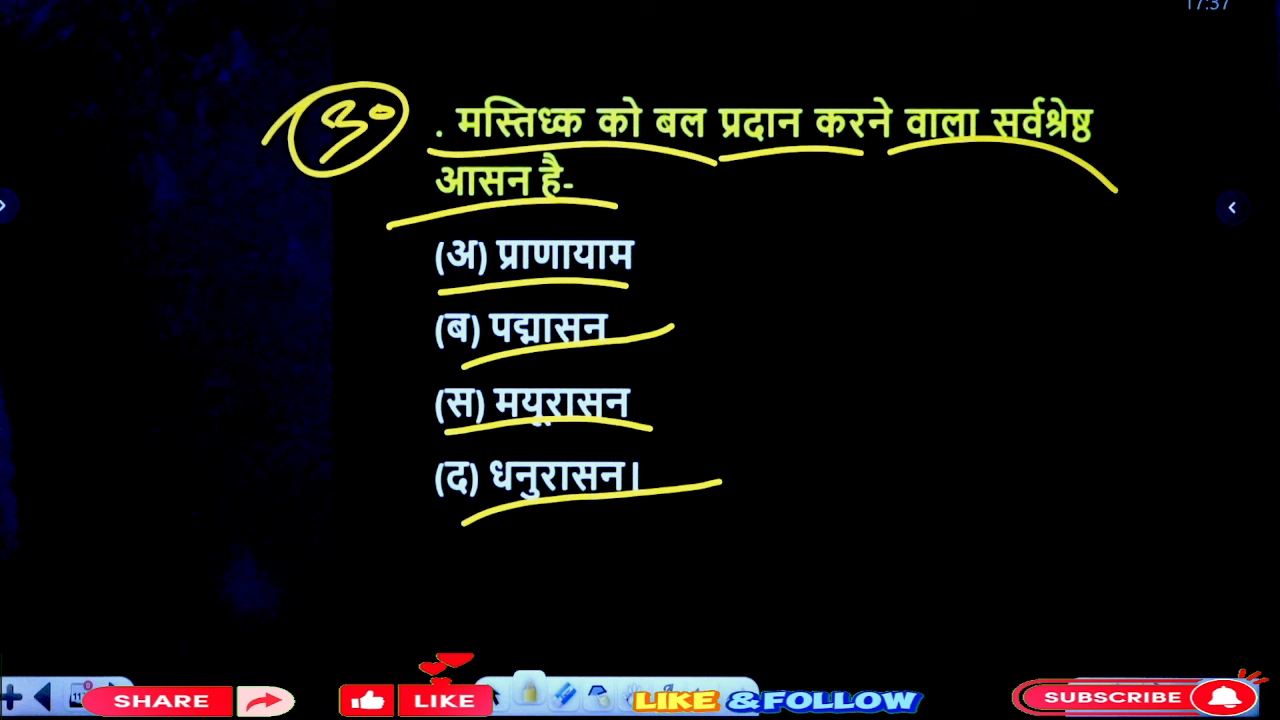 17:37
३० . मस्तिध्क को बल प्रदान करने वाला सर्वश्रेष्ठ
आसन है-
(अ) प्राणायाम
(ब) पद्मासन
(स) मयूरासन
(द) धनुरासन।
SHARE LIKE LIKE & FOLLOW SUBSCRIBE